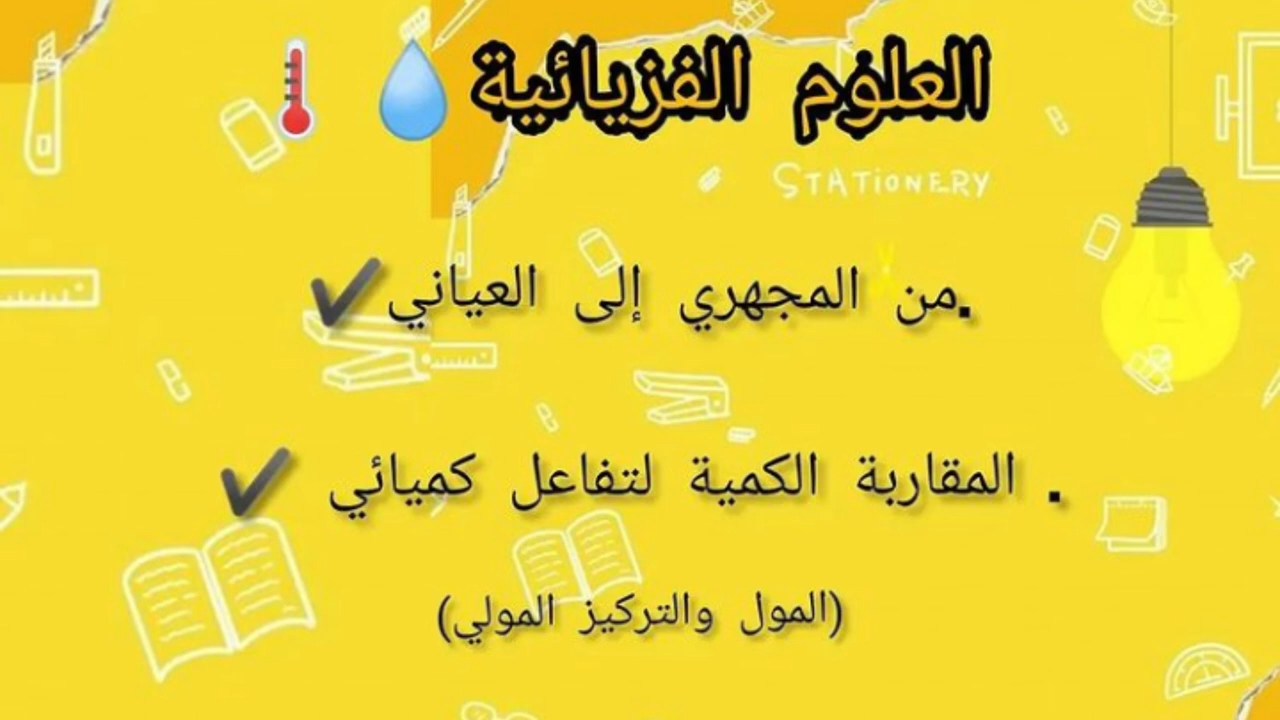 العلوم الفزيائية
STATIONERY
.من المجهري إلى العياني
. المقاربة الكمية لتفاعل كميائي
(المول والتركيز المولي)